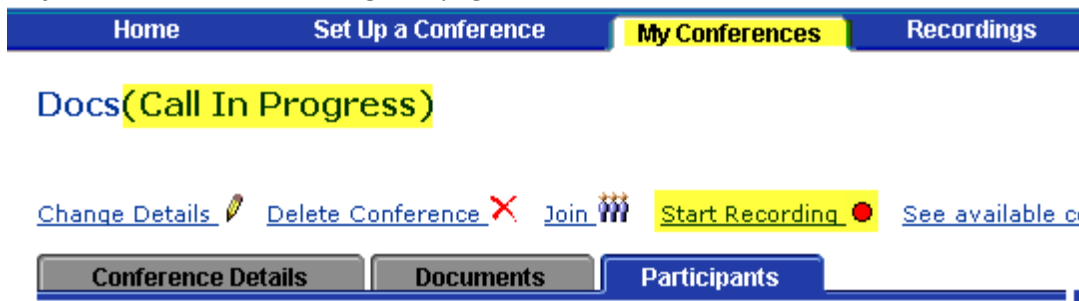 Home Set Up a Conference My Conferences Recordings
Docs(Call In Progress)
Change Details Delete Conference Join Start Recording See available
Conference Details Documents Participants